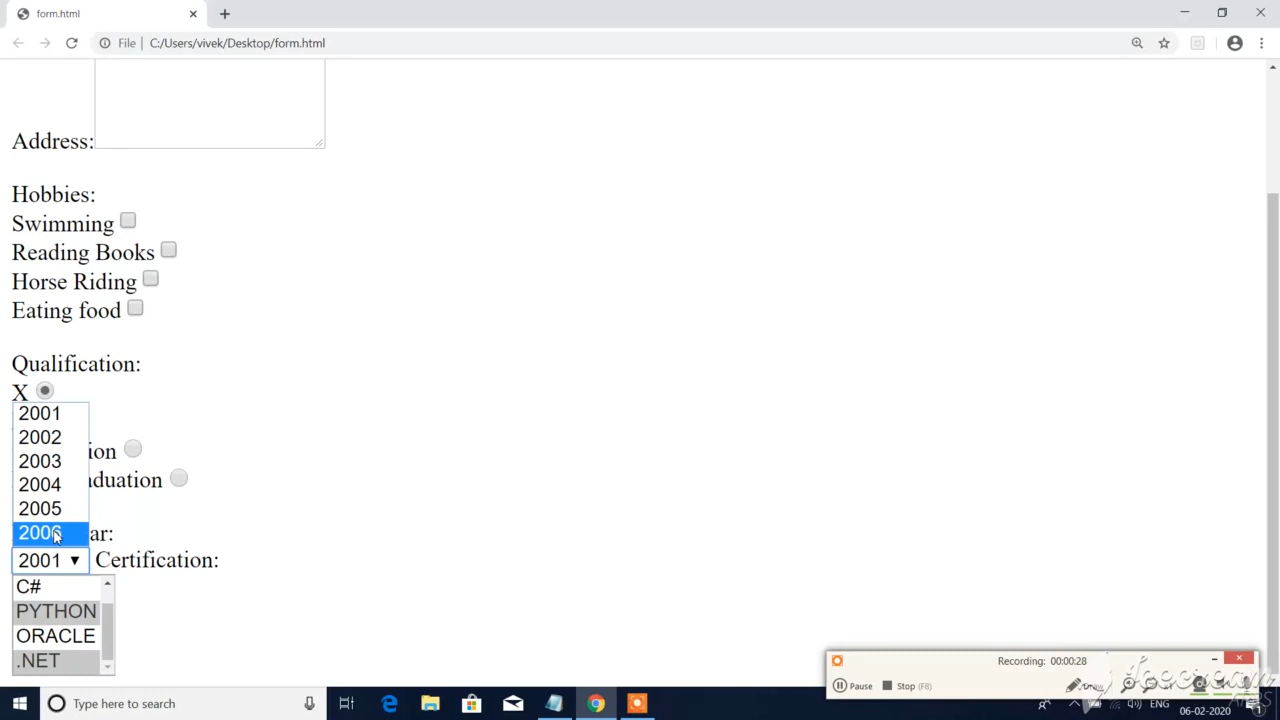 form.html
File C:/Users/vivek/Desktop/form.html
Address:
Hobbies:
Swimming
Reading Books
Horse Riding
Eating food
Qualification:
X
2001
2002
ion
2003
aduation
2004
2005
2006 ar:
2001 Certification:
C#
PYTHON
ORACLE
.NET
Recording: 00:00:28
Pause Stop (F8) Draw
Type here to search
ENG
06-02-2020